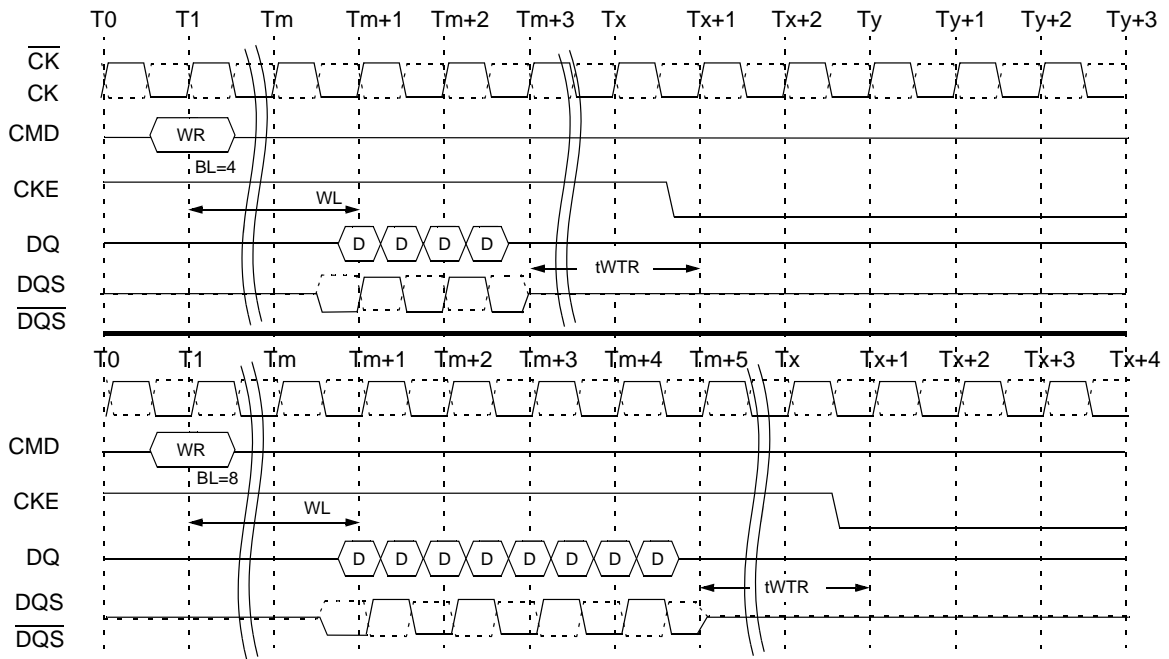 T0 T1 Tm Tm+1 Tm+2 Tm+3 Tx Tx+1 Tx+2 Ty Ty+1 Ty+2 Ty+3
CK
CK
CMD WR
BL=4
CKE
WL
DQ D D D D
tWTR
DQS
DQS
T0 T1 Tm Tm+1 Tm+2 Tm+3 Tm+4 Tm+5 Tx Tx+1 Tx+2 Tx+3 Tx+4
CMD WR
BL=8
CKE
WL
DQ D D D D D D D D
tWTR
DQS
DQS